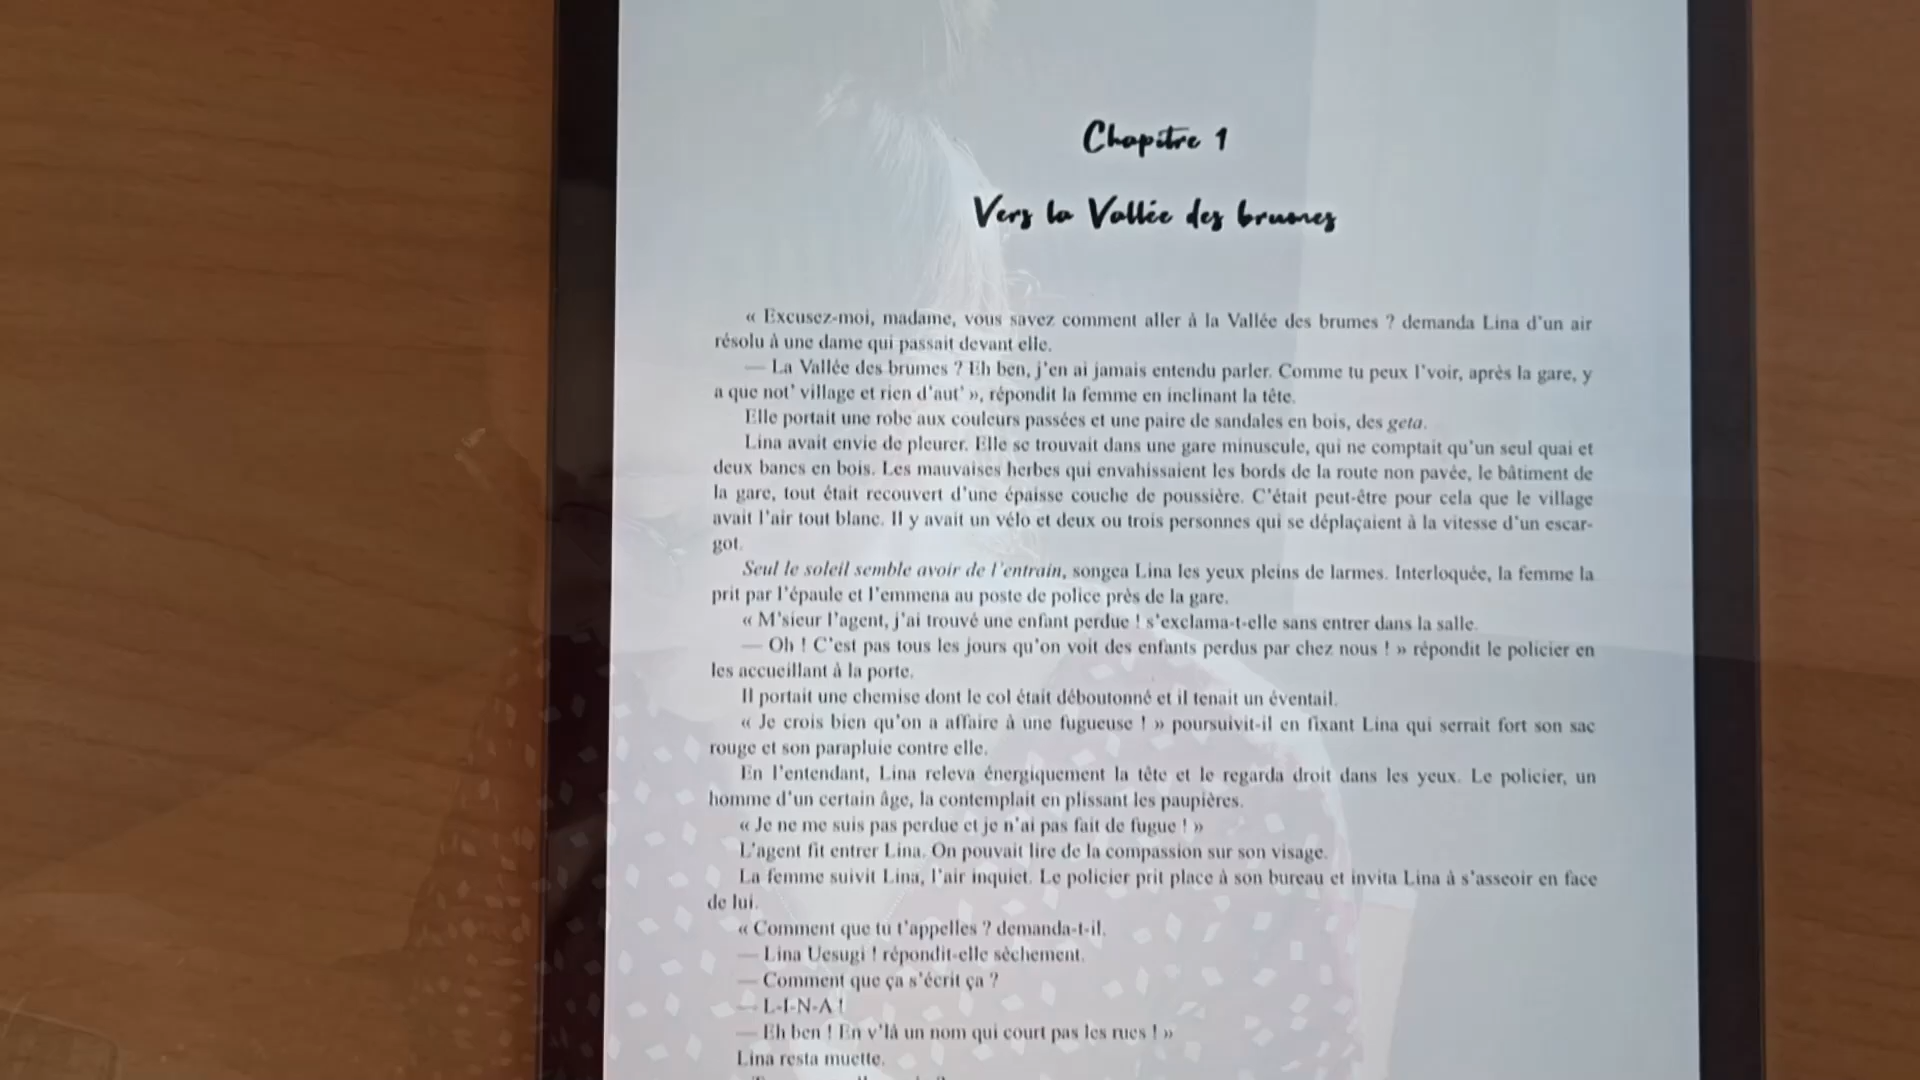 Chapitre 1
Vers la Vallée des brumes
« Excusez-moi, madame, vous savez comment aller à la Vallée des brumes ? demanda Lina d'un air
résolu à une dame qui passait devant elle.
— La Vallée des brumes ? Eh ben, j'en ai jamais entendu parler. Comme tu peux l'voir, après la gare, y
a que not' village et rien d'aut' », répondit la femme en inclinant la tête.
Elle portait une robe aux couleurs passées et une paire de sandales en bois, des geta.
Lina avait envie de pleurer. Elle se trouvait dans une gare minuscule, qui ne comptait qu'un seul quai et
deux bancs en bois. Les mauvaises herbes qui envahissaient les bords de la route non pavée, le bâtiment de
la gare, tout était recouvert d'une épaisse couche de poussière. C'était peut-être pour cela que le village
avait l'air tout blanc. Il y avait un vélo et deux ou trois personnes qui se déplaçaient à la vitesse d'un escar-
got.
Seul le soleil semble avoir de l'entrain, songea Lina les yeux pleins de larmes. Interloquée, la femme la
prit par l'épaule et l'emmena au poste de police près de la gare.
« M'sieur l'agent, j'ai trouvé une enfant perdue ! s'exclama-t-elle sans entrer dans la salle.
— Oh ! C'est pas tous les jours qu'on voit des enfants perdus par chez nous ! » répondit le policier en
les accueillant à la porte.
Il portait une chemise dont le col était déboutonné et il tenait un éventail.
« Je crois bien qu'on a affaire à une fugueuse ! » poursuivit-il en fixant Lina qui serrait fort son sac
rouge et son parapluie contre elle.
En l'entendant, Lina releva énergiquement la tête et le regarda droit dans les yeux. Le policier, un
homme d'un certain âge, la contemplait en plissant les paupières.
« Je ne me suis pas perdue et je n'ai pas fait de fugue ! »
L'agent fit entrer Lina. On pouvait lire de la compassion sur son visage.
La femme suivit Lina, l'air inquiet. Le policier prit place à son bureau et invita Lina à s'asseoir en face
de lui.
« Comment que tu t'appelles ? demanda-t-il.
— Lina Uesugi ! répondit-elle sèchement.
— Comment que ça s'écrit ça ?
— L-I-N-A !
— Eh ben ! En v'là un nom qui court pas les rues ! »
Lina resta muette.